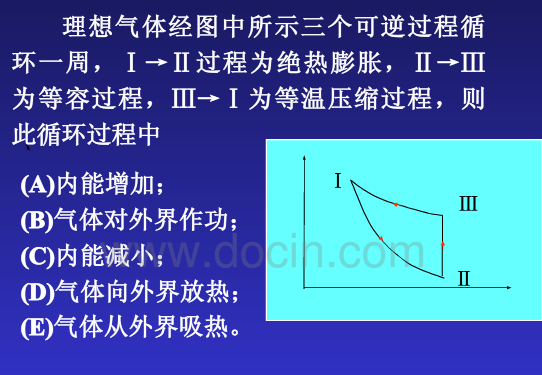 理想气体经图中所示三个可逆过程循
环一周，Ⅰ→Ⅱ过程为绝热膨胀，Ⅱ→Ⅲ
为等容过程，Ⅲ→Ⅰ为等温压缩过程，则
此循环过程中
(A)内能增加；
(B)气体对外界作功；
(C)内能减小；
(D)气体向外界放热；
(E)气体从外界吸热。
Ⅰ
Ⅲ
Ⅱ
www.docin.com